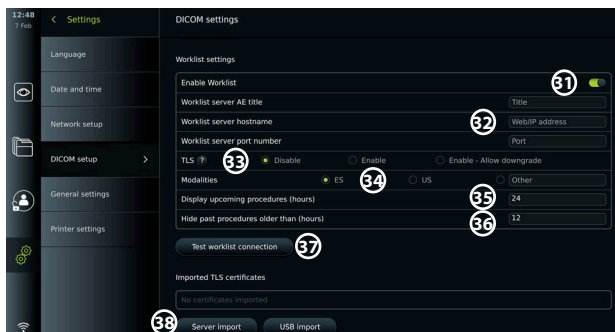 12:48
7 Feb
Settings
DICOM settings
Language
Date and time
Network setup
DICOM setup
General settings
Printer settings
Worklist settings
Enable Worklist
31
Worklist server AE title
Title
Worklist server hostname
32
Web/IP address
Worklist server port number
Port
TLS ? 33 Disable Enable Enable - Allow downgrade
Modalities ES 34 US Other
Display upcoming procedures (hours) 35 24
Hide past procedures older than (hours) 36 12
Test worklist connection 37
Imported TLS certificates
No certificates imported
38 Server import USB import